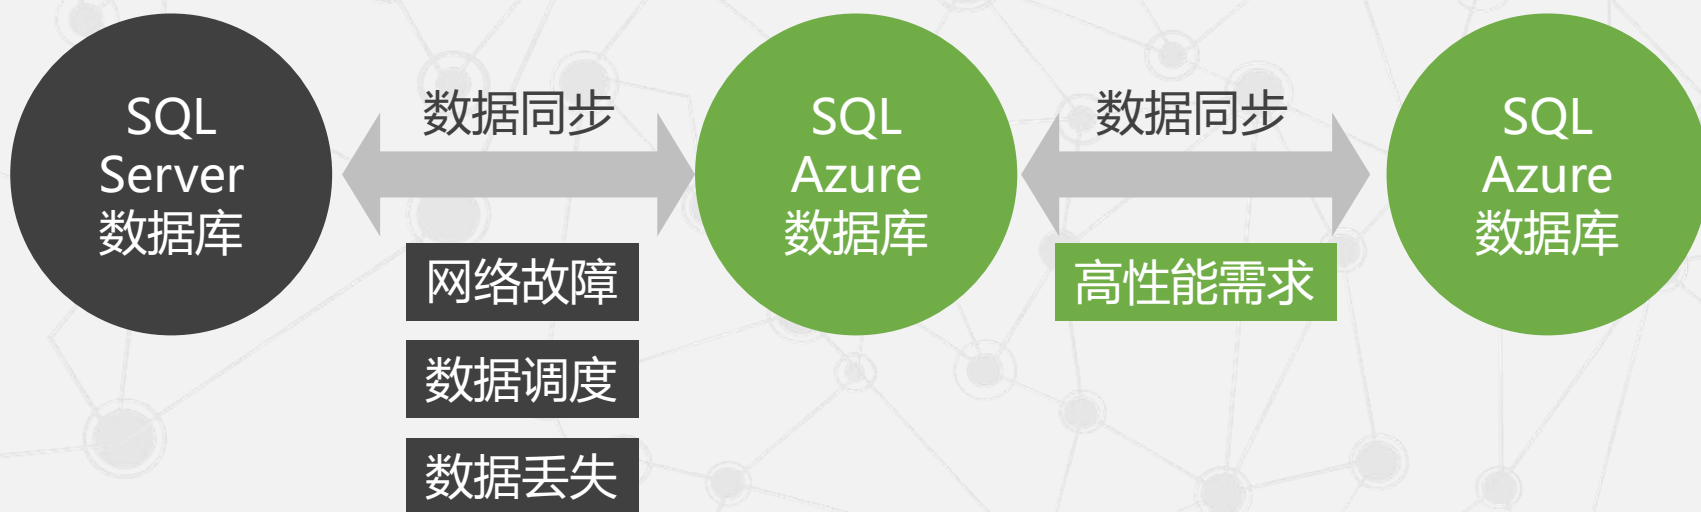 SQL
Server
数据库
数据同步
网络故障
数据调度
数据丢失
SQL
Azure
数据库
数据同步
高性能需求
SQL
Azure
数据库